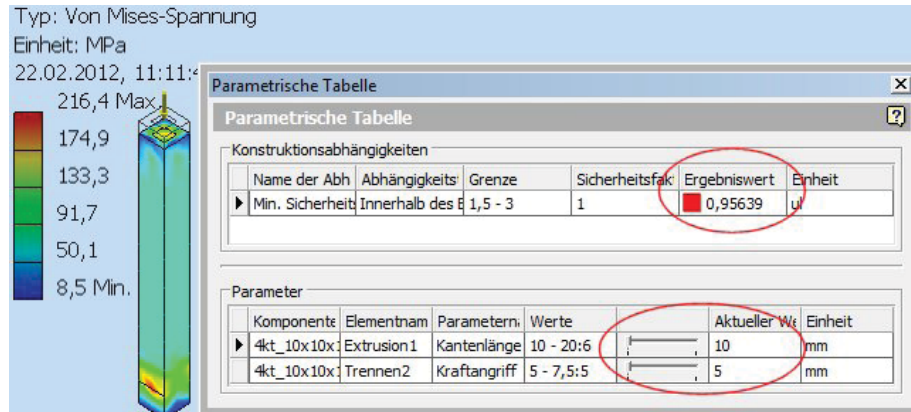 Typ: Von Mises-Spannung
Einheit: MPa
22.02.2012, 11:11:4
216,4 Max
174,9
133,3
91,7
50,1
8,5 Min.
Parametrische Tabelle
Parametrische Tabelle
Konstruktionsabhängigkeiten
Name der Abh Abhängigkeits Grenze Sicherheitsfak Ergebniswert Einheit
Min. Sicherheits Innerhalb des B 1,5 - 3 1 0,95639 ul
Parameter
Komponente Elementnam Parametern Werte Aktueller We Einheit
4kt_10x10x1 Extrusion1 Kantenlänge 10 - 20:6 10 mm
4kt_10x10x1 Trennen2 Kraftangriff 5 - 7,5:5 5 mm